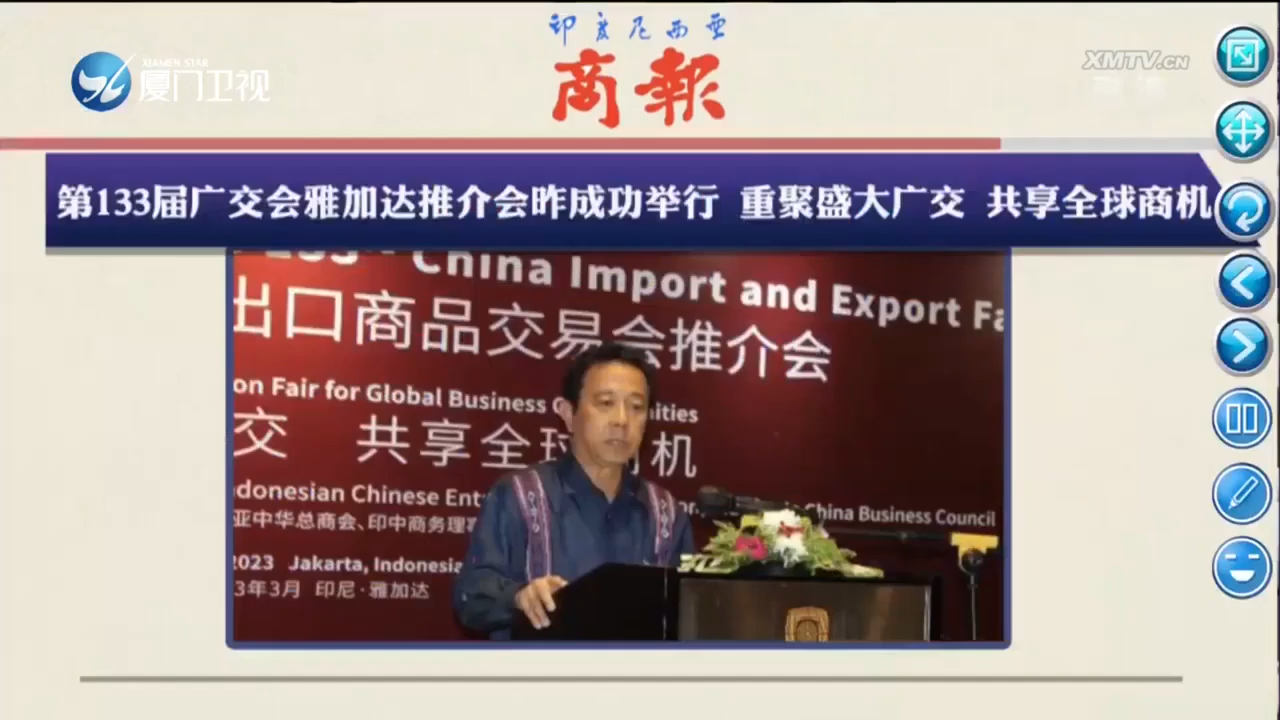 印度尼西亚
商報
XIAMEN STAR
厦门卫视
XMTV.CN
第133届广交会雅加达推介会昨成功举行 重聚盛大广交 共享全球商机
133 · China Import and Export Fa
出口商品交易会推介会
on Fair for Global Business nities
交 共享全球 机
donesian Chinese Ent China Business Council
亚中华总商会、印中商务理
2023 Jakarta, Indonesia
3年3月 印尼·雅加达